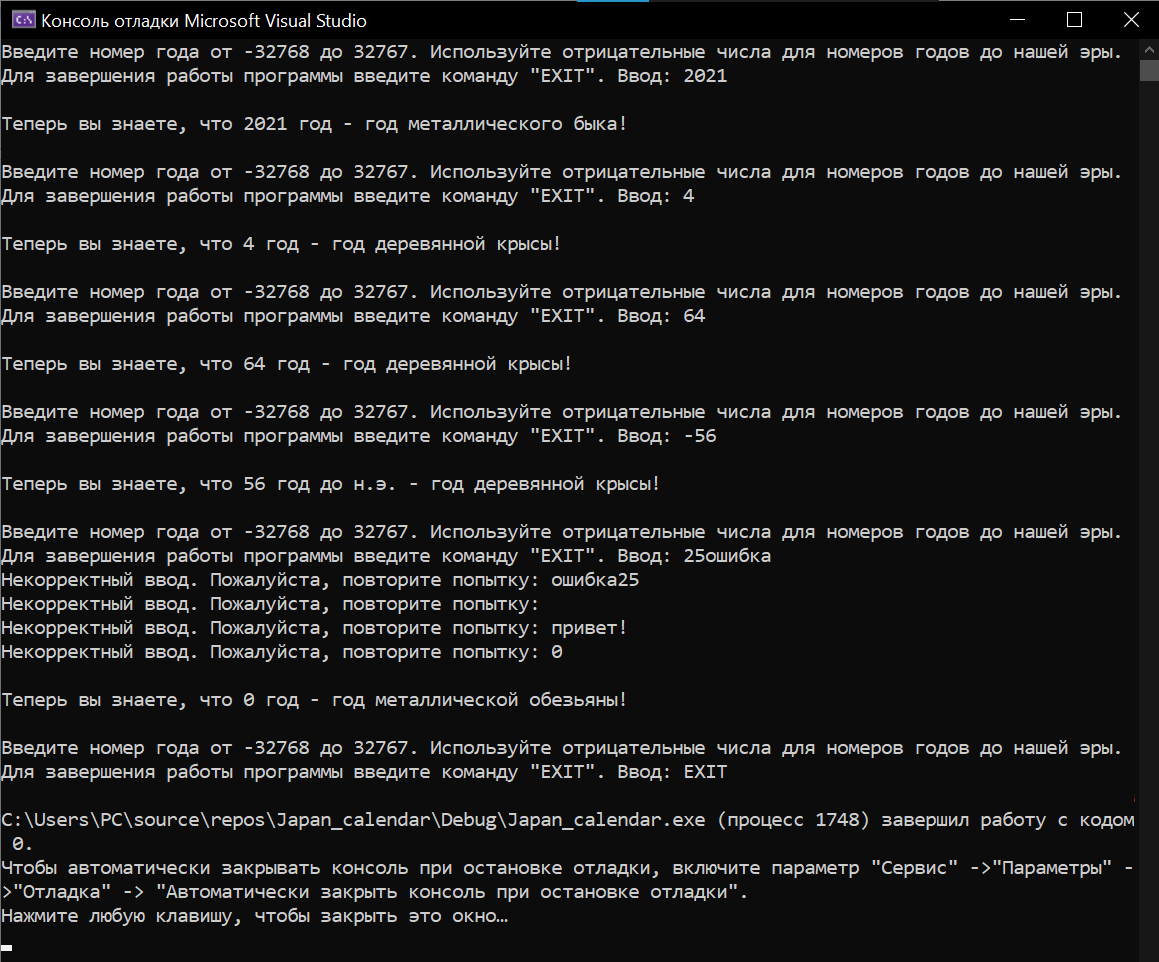 Консоль отладки Microsoft Visual Studio
Введите номер года от -32768 до 32767. Используйте отрицательные числа для номеров годов до нашей эры.
Для завершения работы программы введите команду "EXIT". Ввод: 2021
Теперь вы знаете, что 2021 год - год металлического быка!
Введите номер года от -32768 до 32767. Используйте отрицательные числа для номеров годов до нашей эры.
Для завершения работы программы введите команду "EXIT". Ввод: 4
Теперь вы знаете, что 4 год - год деревянной крысы!
Введите номер года от -32768 до 32767. Используйте отрицательные числа для номеров годов до нашей эры.
Для завершения работы программы введите команду "EXIT". Ввод: 64
Теперь вы знаете, что 64 год - год деревянной крысы!
Введите номер года от -32768 до 32767. Используйте отрицательные числа для номеров годов до нашей эры.
Для завершения работы программы введите команду "EXIT". Ввод: -56
Теперь вы знаете, что 56 год до н.э. - год деревянной крысы!
Введите номер года от -32768 до 32767. Используйте отрицательные числа для номеров годов до нашей эры.
Для завершения работы программы введите команду "EXIT". Ввод: 25ошибка
Некорректный ввод. Пожалуйста, повторите попытку: ошибка25
Некорректный ввод. Пожалуйста, повторите попытку:
Некорректный ввод. Пожалуйста, повторите попытку: привет!
Некорректный ввод. Пожалуйста, повторите попытку: 0
Теперь вы знаете, что 0 год - год металлической обезьяны!
Введите номер года от -32768 до 32767. Используйте отрицательные числа для номеров годов до нашей эры.
Для завершения работы программы введите команду "EXIT". Ввод: EXIT
C:\Users\PC\source\repos\Japan_calendar\Debug\Japan_calendar.exe (процесс 1748) завершил работу с кодом
0.
Чтобы автоматически закрывать консоль при остановке отладки, включите параметр "Сервис" ->"Параметры" -
>"Отладка" -> "Автоматически закрыть консоль при остановке отладки".
Нажмите любую клавишу, чтобы закрыть это окно…